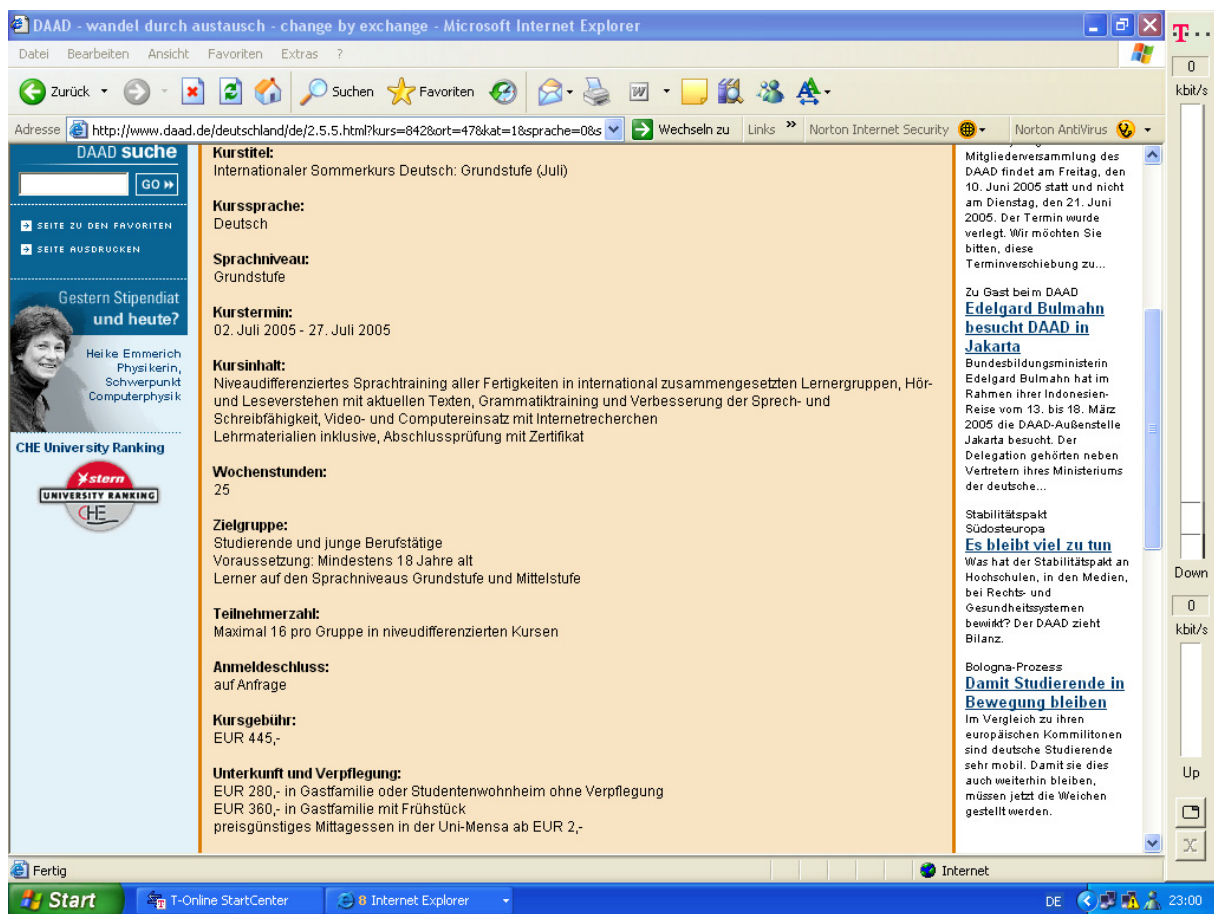 DAAD - wandel durch austausch - change by exchange - Microsoft Internet Explorer
Datei Bearbeiten Ansicht Favoriten Extras ?
Zurück Suchen Favoriten
Adresse http://www.daad.de/deutschland/de/2.5.5.html?kurs=842&ort=47&kat=1&sprache=0&s Wechseln zu Links » Norton Internet Security Norton AntiVirus
DAAD suche
GO
SEITE ZU DEN FAVORITEN
SEITE AUSDRUCKEN
Gestern Stipendiat
und heute?
Heike Emmerich
Physikerin,
Schwerpunkt
Computerphysik
CHE University Ranking
stern
UNIVERSITY RANKING
CHE
Kurstitel:
Internationaler Sommerkurs Deutsch: Grundstufe (Juli)
Kurssprache:
Deutsch
Sprachniveau:
Grundstufe
Kurstermin:
02. Juli 2005 - 27. Juli 2005
Kursinhalt:
Niveaudifferenziertes Sprachtraining aller Fertigkeiten in international zusammengesetzten Lernergruppen, Hör-
und Leseverstehen mit aktuellen Texten, Grammatiktraining und Verbesserung der Sprech- und
Schreibfähigkeit, Video- und Computereinsatz mit Internetrecherchen
Lehrmaterialien inklusive, Abschlussprüfung mit Zertifikat
Wochenstunden:
25
Zielgruppe:
Studierende und junge Berufstätige
Voraussetzung: Mindestens 18 Jahre alt
Lerner auf den Sprachniveaus Grundstufe und Mittelstufe
Teilnehmerzahl:
Maximal 16 pro Gruppe in niveudifferenzierten Kursen
Anmeldeschluss:
auf Anfrage
Kursgebühr:
EUR 445,-
Unterkunft und Verpflegung:
EUR 280,- in Gastfamilie oder Studentenwohnheim ohne Verpflegung
EUR 360,- in Gastfamilie mit Frühstück
preisgünstiges Mittagessen in der Uni-Mensa ab EUR 2,-
Mitgliederversammlung des
DAAD findet am Freitag, den
10. Juni 2005 statt und nicht
am Dienstag, den 21. Juni
2005. Der Termin wurde
verlegt. Wir möchten Sie
bitten, diese
Terminverschiebung zu...
Zu Gast beim DAAD
Edelgard Bulmahn
besucht DAAD in
Jakarta
Bundesbildungsministerin
Edelgard Bulmahn hat im
Rahmen ihrer Indonesien-
Reise vom 13. bis 18. März
2005 die DAAD-Außenstelle
Jakarta besucht. Der
Delegation gehörten neben
Vertretern ihres Ministeriums
der deutsche...
Stabilitätspakt
Südosteuropa
Es bleibt viel zu tun
Was hat der Stabilitätspakt an
Hochschulen, in den Medien,
bei Rechts- und
Gesundheitssystemen
bewirkt? Der DAAD zieht
Bilanz.
Bologna-Prozess
Damit Studierende in
Bewegung bleiben
Im Vergleich zu ihren
europäischen Kommilitonen
sind deutsche Studierende
sehr mobil. Damit sie dies
auch weiterhin bleiben,
müssen jetzt die Weichen
gestellt werden.
T
0
kbit/s
Down
0
kbit/s
Up
X
Fertig Internet
Start T-Online StartCenter 8 Internet Explorer DE 23:00